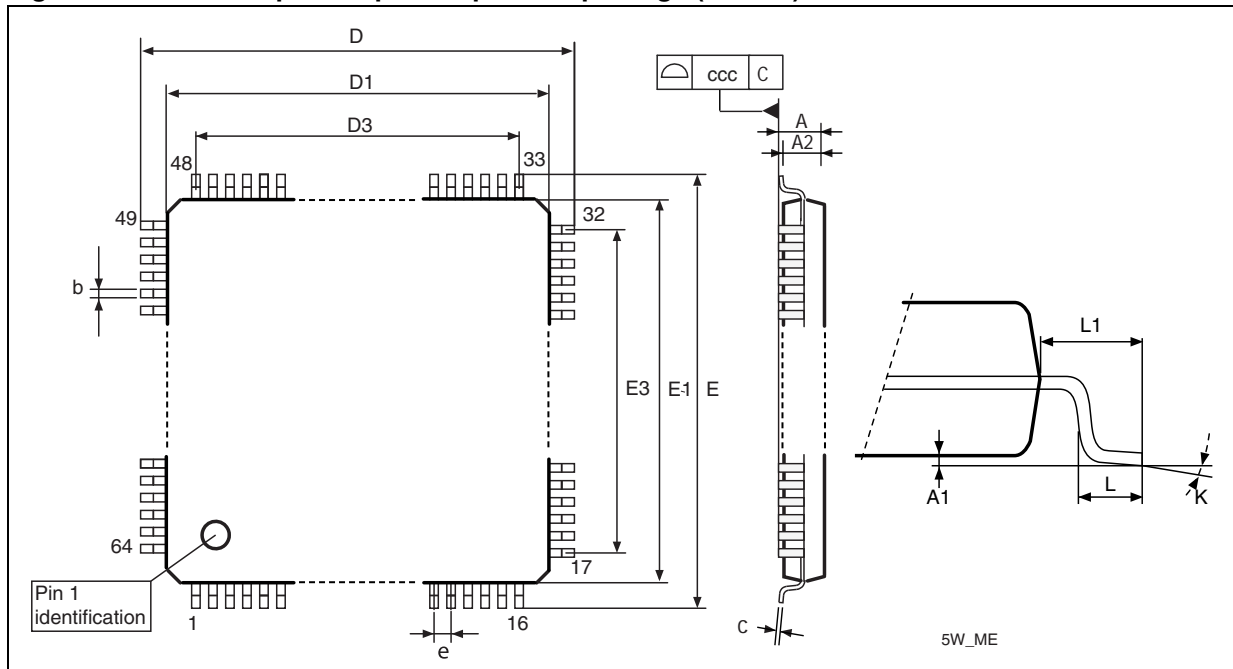 D
D1
D3
ccc C
A
A2
48
33
49
32
b
L1
E3
E1
E
A1
L
K
64
17
Pin 1
identification
1
16
e
C
5W_ME